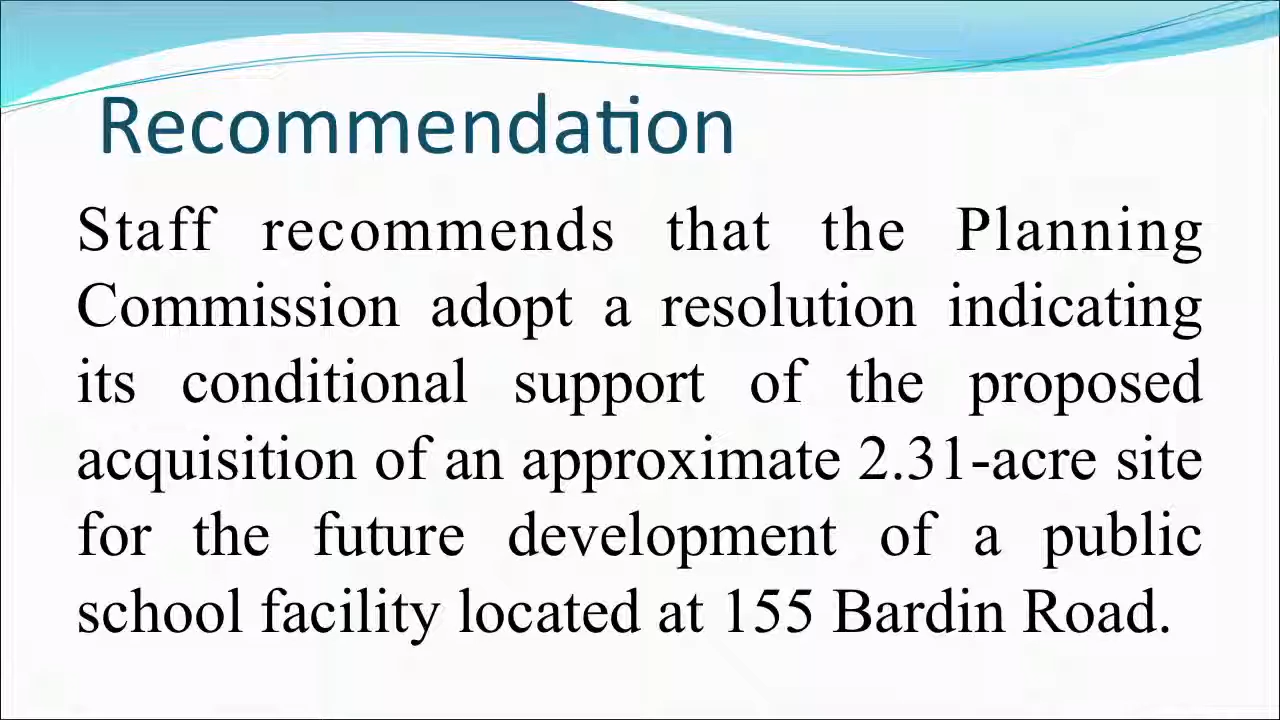 Recommendation
Staff recommends that the Planning
Commission adopt a resolution indicating
its conditional support of the proposed
acquisition of an approximate 2.31-acre site
for the future development of a public
school facility located at 155 Bardin Road.